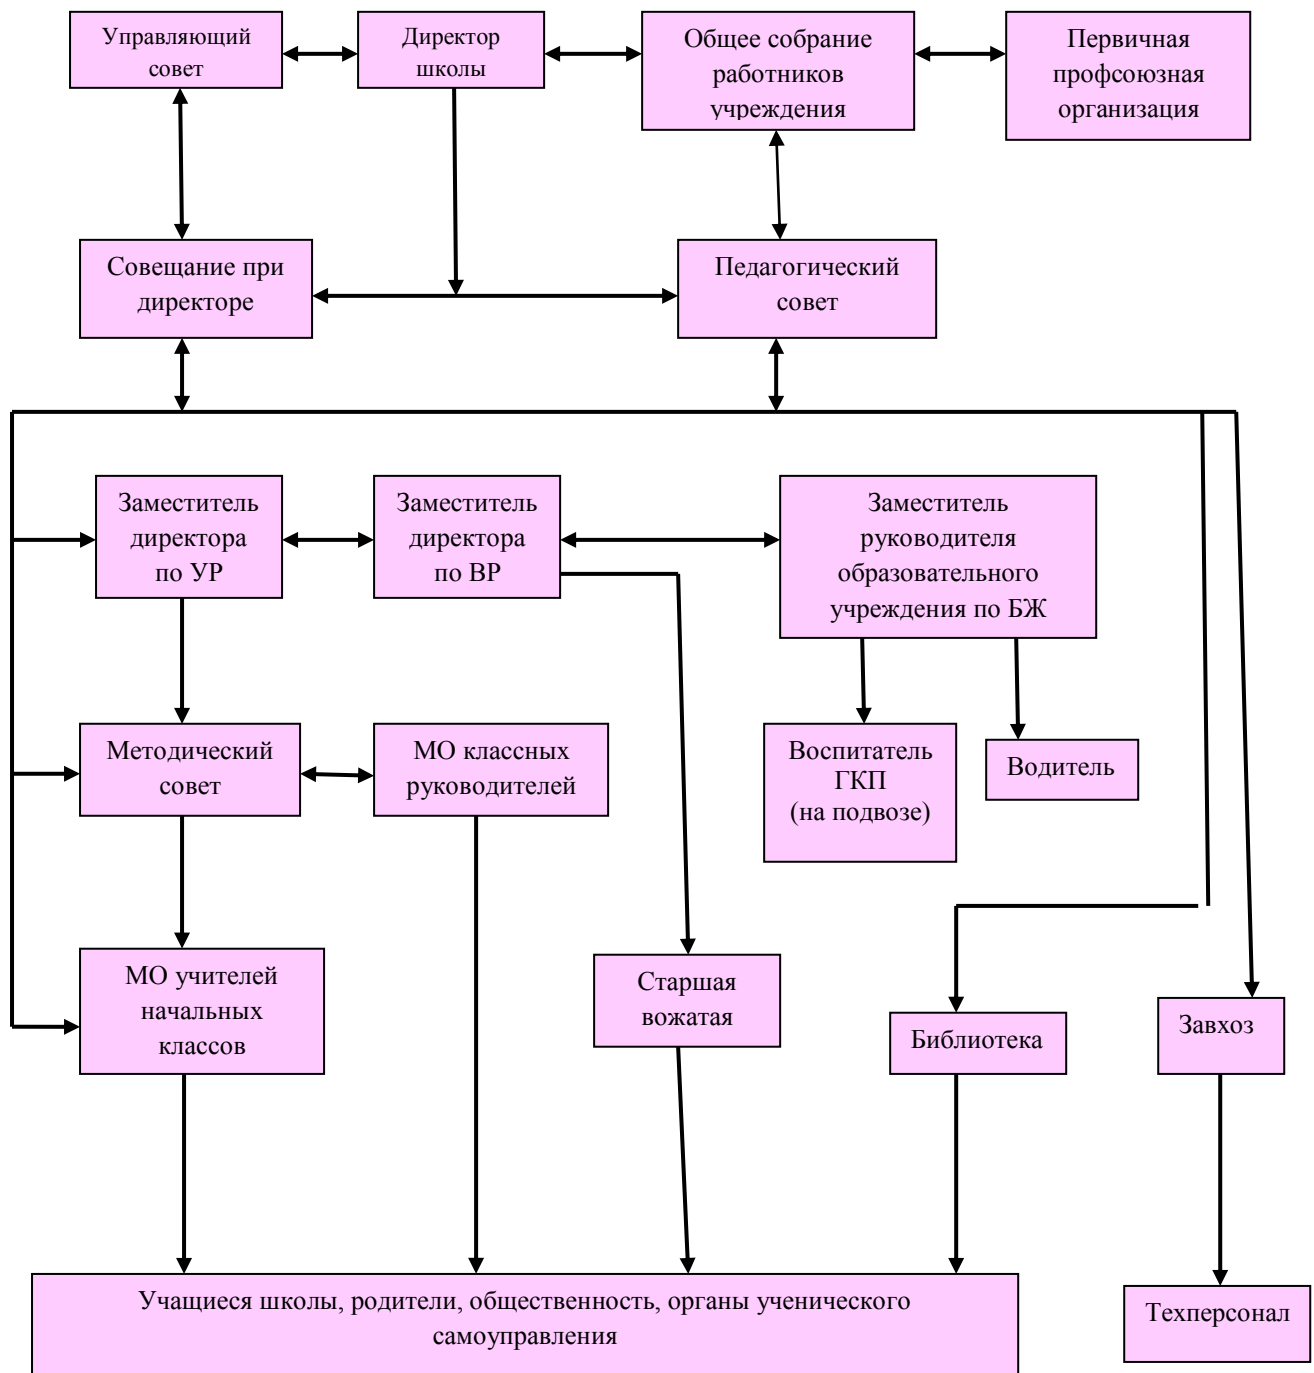 Управляющий
совет
Директор
школы
Общее собрание
работников
учреждения
Первичная
профсоюзная
организация
Совещание при
директоре
Педагогический
совет
Заместитель
директора
по УР
Заместитель
директора
по ВР
Заместитель
руководителя
образовательного
учреждения по БЖ
Методический
совет
МО классных
руководителей
Воспитатель
ГКП
(на подвозе)
Водитель
МО учителей
начальных
классов
Старшая
вожатая
Библиотека
Завхоз
Учащиеся школы, родители, общественность, органы ученического
самоуправления
Техперсонал